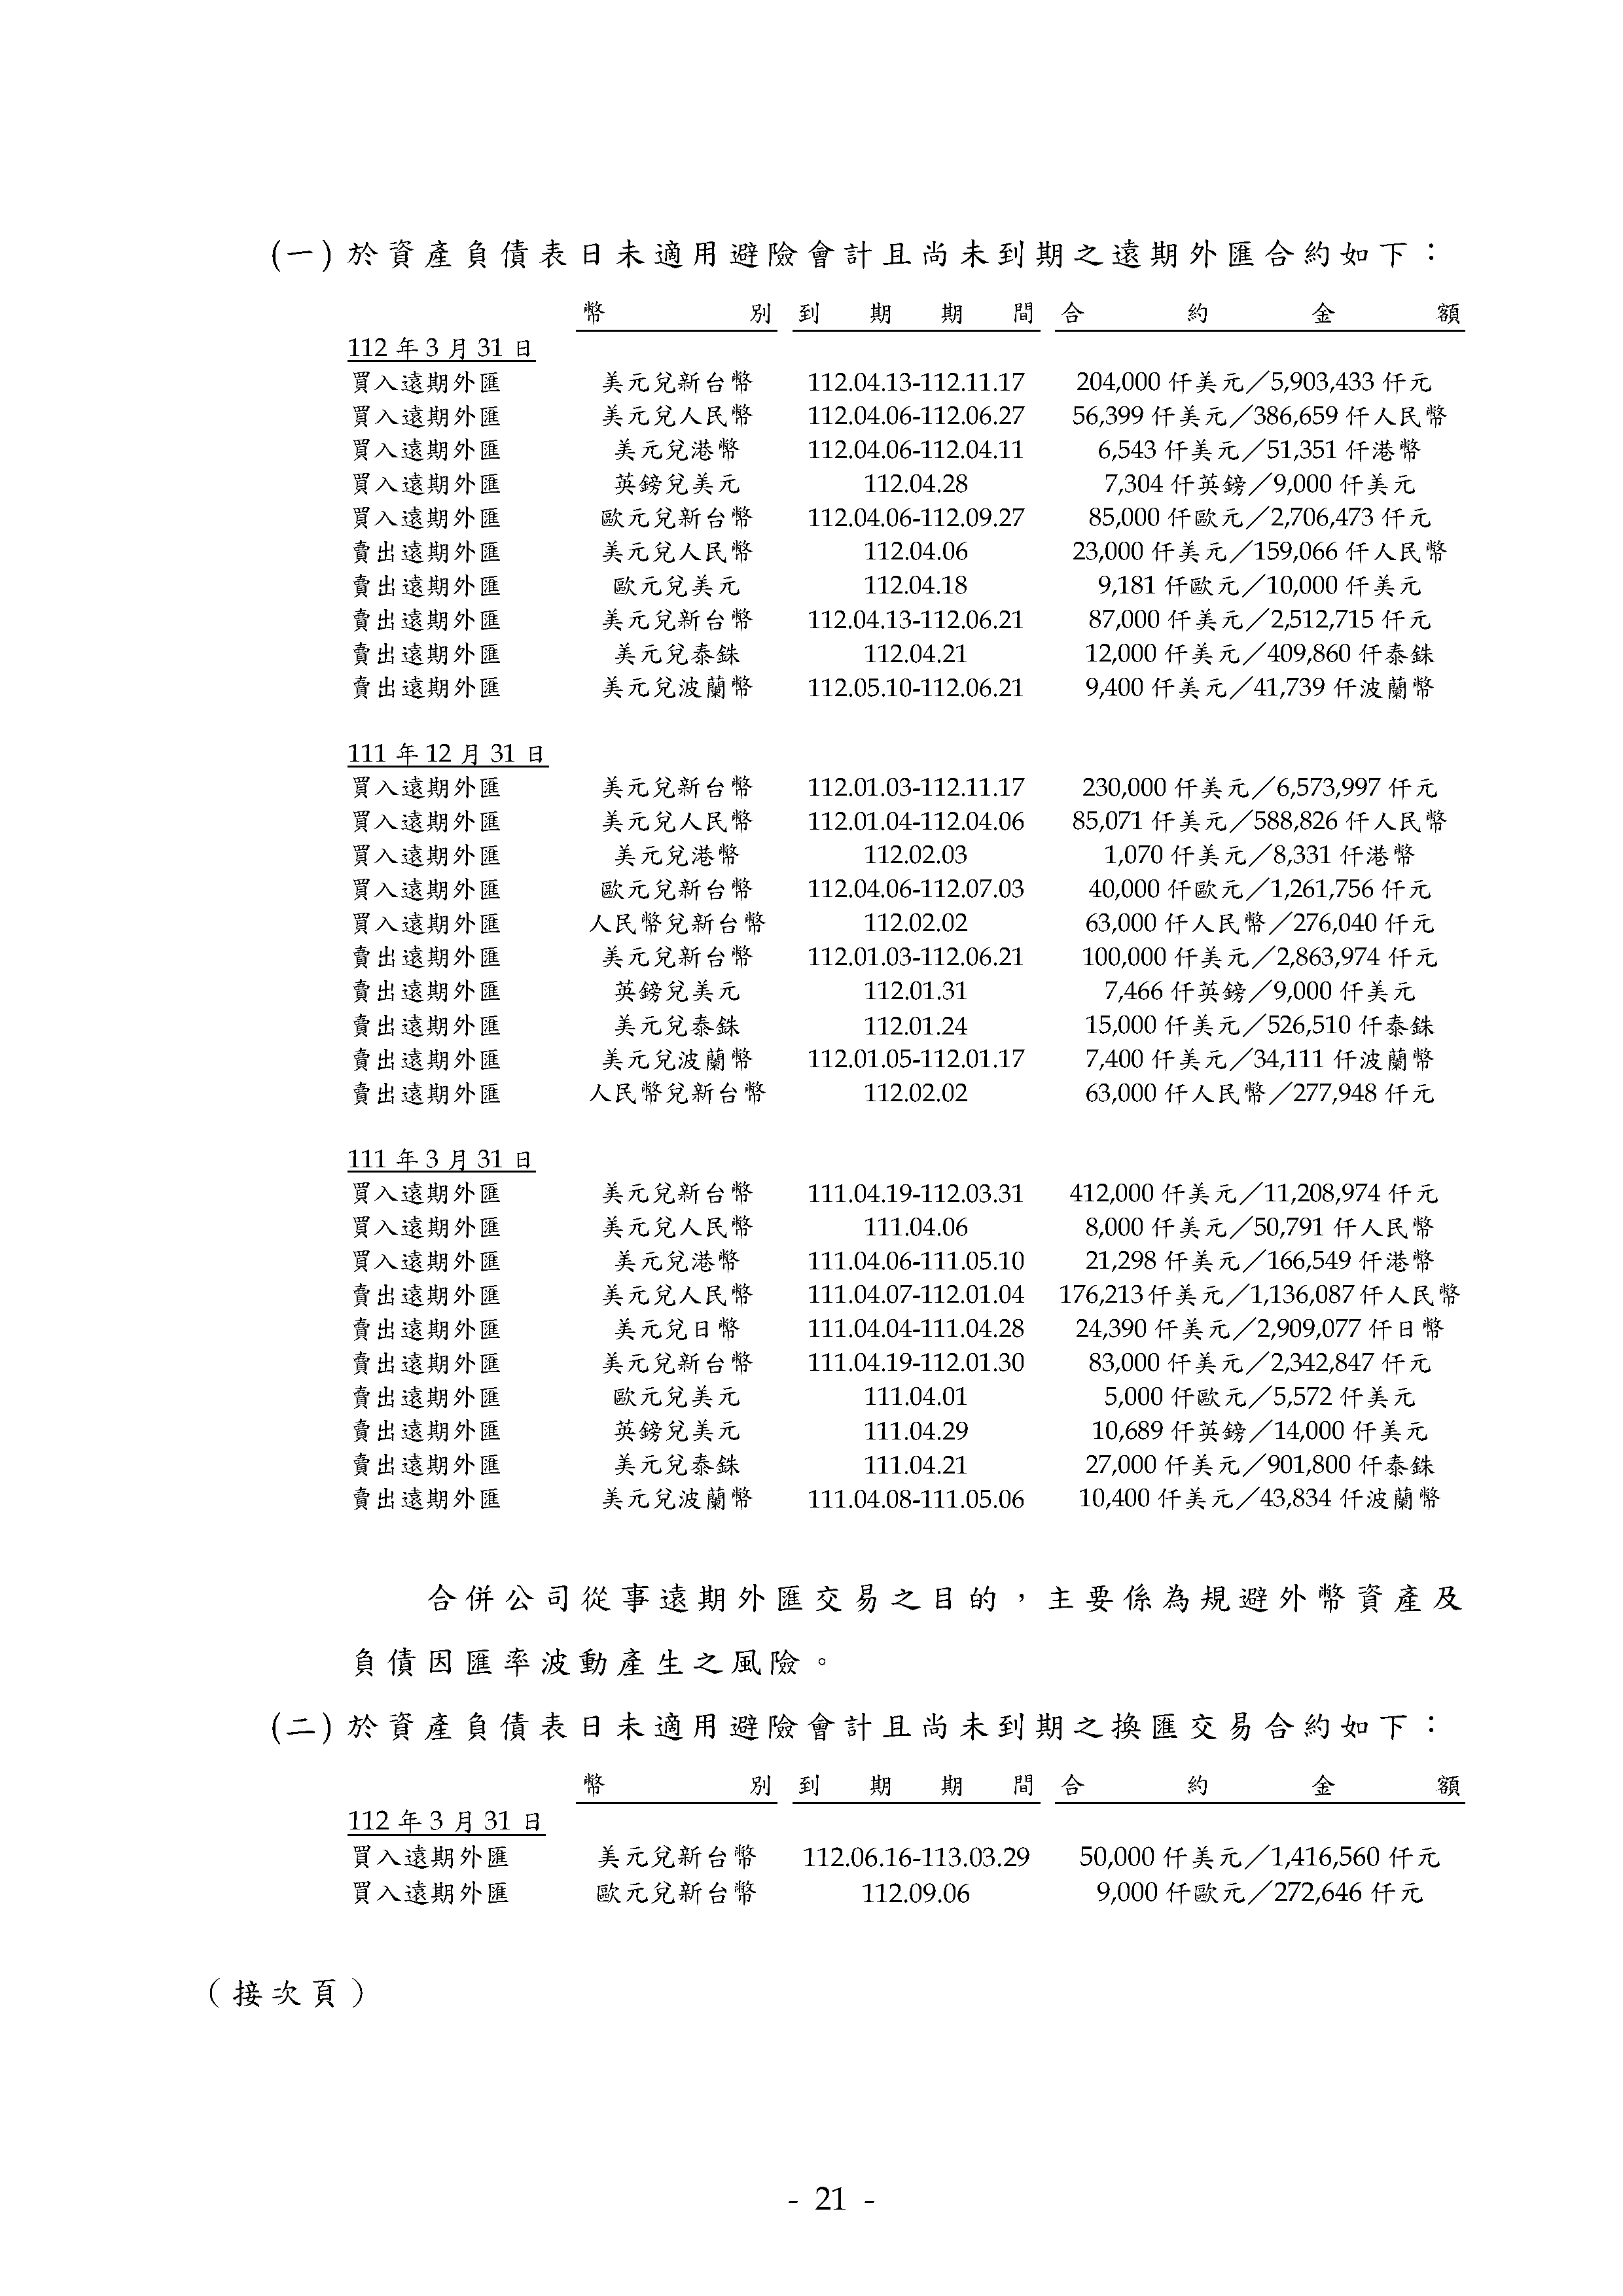 (一) 於資產負債表日未適用避險會計且尚未到期之遠期外匯合約如下：
幣別 到期期間 合約金額
112 年 3 月 31 日
買入遠期外匯 美元兌新台幣 112.04.13-112.11.17 204,000 仟美元／5,903,433 仟元
買入遠期外匯 美元兌人民幣 112.04.06-112.06.27 56,399 仟美元／386,659 仟人民幣
買入遠期外匯 美元兌港幣 112.04.06-112.04.11 6,543 仟美元／51,351 仟港幣
買入遠期外匯 英鎊兌美元 112.04.28 7,304 仟英鎊／9,000 仟美元
買入遠期外匯 歐元兌新台幣 112.04.06-112.09.27 85,000 仟歐元／2,706,473 仟元
賣出遠期外匯 美元兌人民幣 112.04.06 23,000 仟美元／159,066 仟人民幣
賣出遠期外匯 歐元兌美元 112.04.18 9,181 仟歐元／10,000 仟美元
賣出遠期外匯 美元兌新台幣 112.04.13-112.06.21 87,000 仟美元／2,512,715 仟元
賣出遠期外匯 美元兌泰銖 112.04.21 12,000 仟美元／409,860 仟泰銖
賣出遠期外匯 美元兌波蘭幣 112.05.10-112.06.21 9,400 仟美元／41,739 仟波蘭幣
111 年 12 月 31 日
買入遠期外匯 美元兌新台幣 112.01.03-112.11.17 230,000 仟美元／6,573,997 仟元
買入遠期外匯 美元兌人民幣 112.01.04-112.04.06 85,071 仟美元／588,826 仟人民幣
買入遠期外匯 美元兌港幣 112.02.03 1,070 仟美元／8,331 仟港幣
買入遠期外匯 歐元兌新台幣 112.04.06-112.07.03 40,000 仟歐元／1,261,756 仟元
買入遠期外匯 人民幣兌新台幣 112.02.02 63,000 仟人民幣／276,040 仟元
賣出遠期外匯 美元兌新台幣 112.01.03-112.06.21 100,000 仟美元／2,863,974 仟元
賣出遠期外匯 英鎊兌美元 112.01.31 7,466 仟英鎊／9,000 仟美元
賣出遠期外匯 美元兌泰銖 112.01.24 15,000 仟美元／526,510 仟泰銖
賣出遠期外匯 美元兌波蘭幣 112.01.05-112.01.17 7,400 仟美元／34,111 仟波蘭幣
賣出遠期外匯 人民幣兌新台幣 112.02.02 63,000 仟人民幣／277,948 仟元
111 年 3 月 31 日
買入遠期外匯 美元兌新台幣 111.04.19-112.03.31 412,000 仟美元／11,208,974 仟元
買入遠期外匯 美元兌人民幣 111.04.06 8,000 仟美元／50,791 仟人民幣
買入遠期外匯 美元兌港幣 111.04.06-111.05.10 21,298 仟美元／166,549 仟港幣
賣出遠期外匯 美元兌人民幣 111.04.07-112.01.04 176,213仟美元／1,136,087仟人民幣
賣出遠期外匯 美元兌日幣 111.04.04-111.04.28 24,390 仟美元／2,909,077 仟日幣
賣出遠期外匯 美元兌新台幣 111.04.19-112.01.30 83,000 仟美元／2,342,847 仟元
賣出遠期外匯 歐元兌美元 111.04.01 5,000 仟歐元／5,572 仟美元
賣出遠期外匯 英鎊兌美元 111.04.29 10,689 仟英鎊／14,000 仟美元
賣出遠期外匯 美元兌泰銖 111.04.21 27,000 仟美元／901,800 仟泰銖
賣出遠期外匯 美元兌波蘭幣 111.04.08-111.05.06 10,400 仟美元／43,834 仟波蘭幣
合併公司從事遠期外匯交易之目的，主要係為規避外幣資產及
負債因匯率波動產生之風險。
(二) 於資產負債表日未適用避險會計且尚未到期之換匯交易合約如下：
幣別 到期期間 合約金額
112 年 3 月 31 日
買入遠期外匯 美元兌新台幣 112.06.16-113.03.29 50,000 仟美元／1,416,560 仟元
買入遠期外匯 歐元兌新台幣 112.09.06 9,000 仟歐元／272,646 仟元
（接次頁）
- 21 -